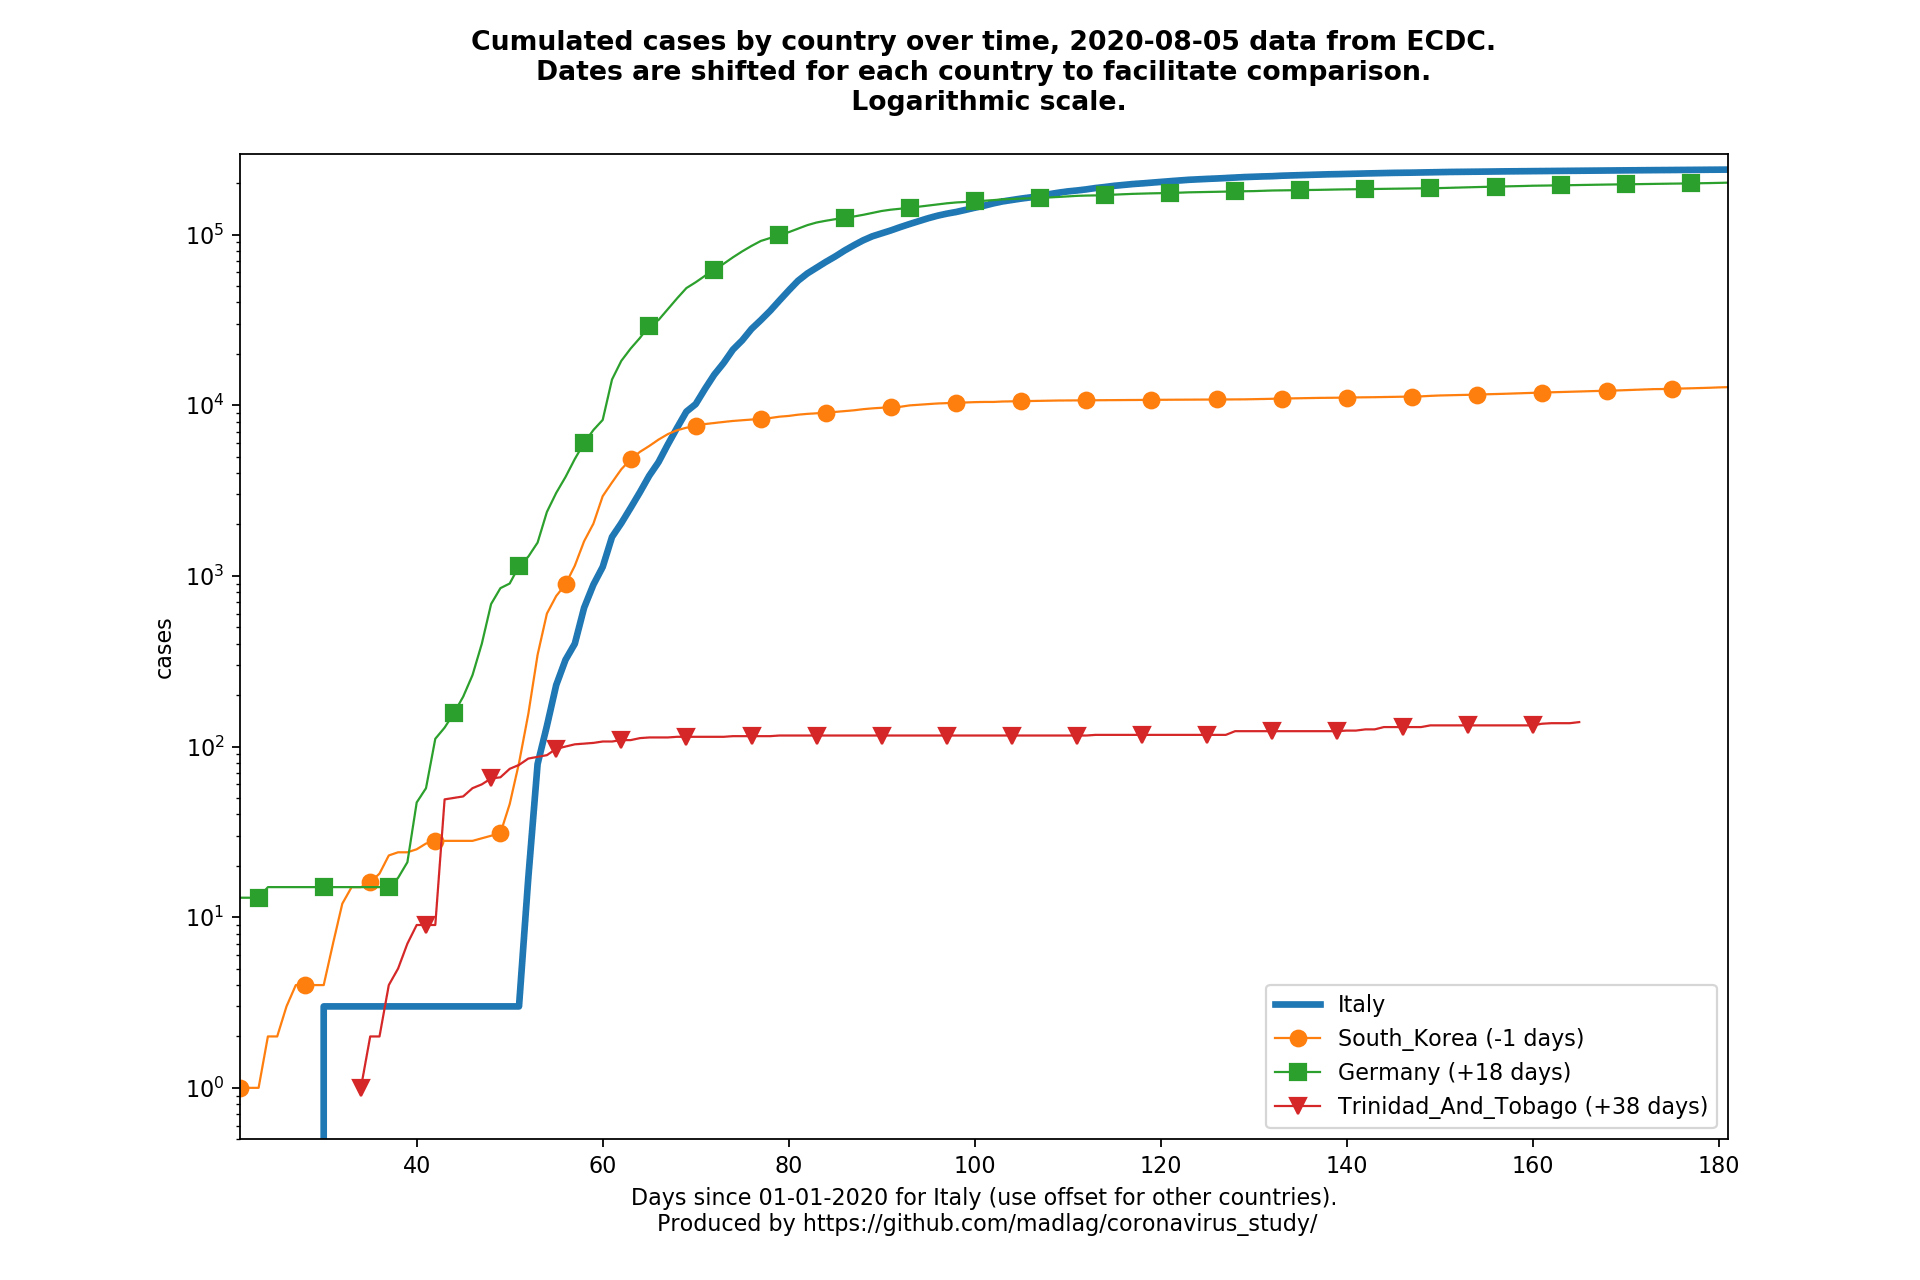 Cumulated cases by country over time, 2020-08-05 data from ECDC.
Dates are shifted for each country to facilitate comparison.
Logarithmic scale.
cases
10^5
10^4
10^3
10^2
10^1
10^0
Italy
South_Korea (-1 days)
Germany (+18 days)
Trinidad_And_Tobago (+38 days)
40 60 80 100 120 140 160 180
Days since 01-01-2020 for Italy (use offset for other countries).
Produced by https://github.com/madlag/coronavirus_study/